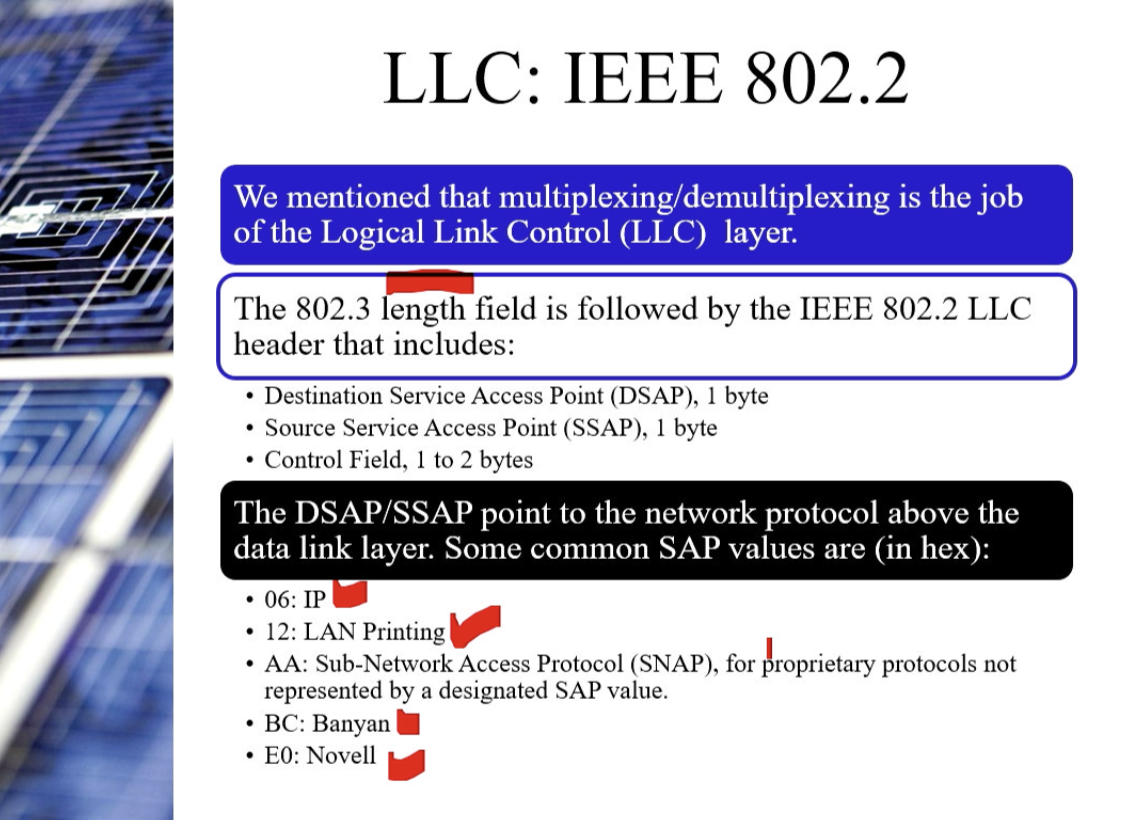 LLC: IEEE 802.2
We mentioned that multiplexing/demultiplexing is the job
of the Logical Link Control (LLC) layer.
The 802.3 length field is followed by the IEEE 802.2 LLC
header that includes:
• Destination Service Access Point (DSAP), 1 byte
• Source Service Access Point (SSAP), 1 byte
• Control Field, 1 to 2 bytes
The DSAP/SSAP point to the network protocol above the
data link layer. Some common SAP values are (in hex):
• 06: IP
• 12: LAN Printing
• AA: Sub-Network Access Protocol (SNAP), for proprietary protocols not
represented by a designated SAP value.
• BC: Banyan
• E0: Novell